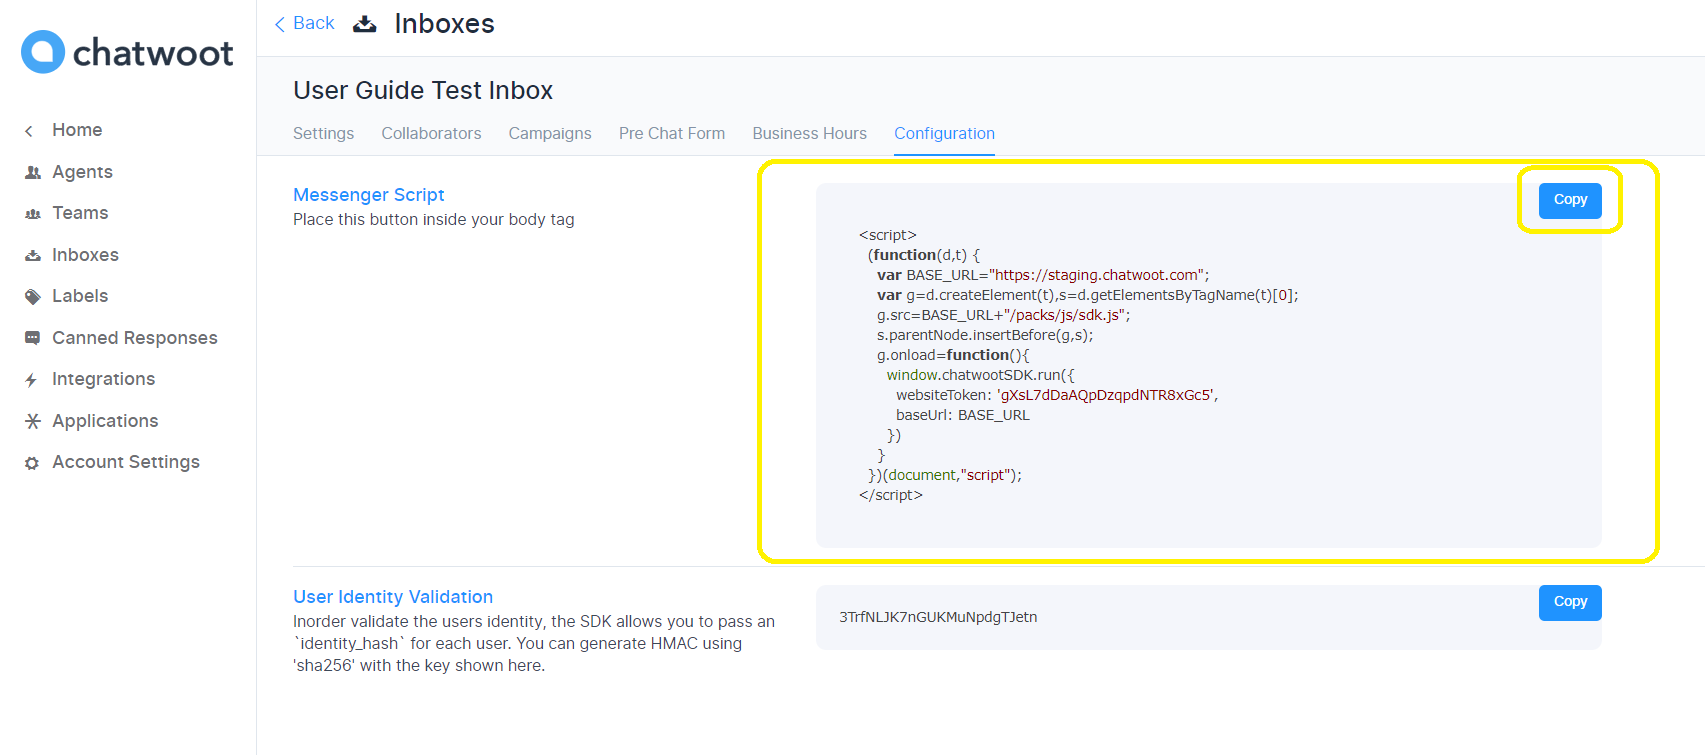 chatwoot
Home
Agents
Teams
Inboxes
Labels
Canned Responses
Integrations
Applications
Account Settings
Back Inboxes
User Guide Test Inbox
Settings Collaborators Campaigns Pre Chat Form Business Hours Configuration
Messenger Script
Place this button inside your body tag
Copy
<script>
(function(d,t) {
var BASE_URL="https://staging.chatwoot.com";
var g=d.createElement(t),s=d.getElementsByTagName(t)[0];
g.src=BASE_URL+"/packs/js/sdk.js";
s.parentNode.insertBefore(g,s);
g.onload=function(){
window.chatwootSDK.run({
websiteToken: 'gXsL7dDaAQpDzqpdNTR8xGc5',
baseUrl: BASE_URL
})
}
})(document,"script");
</script>
User Identity Validation
Inorder validate the users identity, the SDK allows you to pass an
`identity_hash` for each user. You can generate HMAC using
'sha256' with the key shown here.
Copy
3TrfNLJK7nGUKMuNpdgTJetn